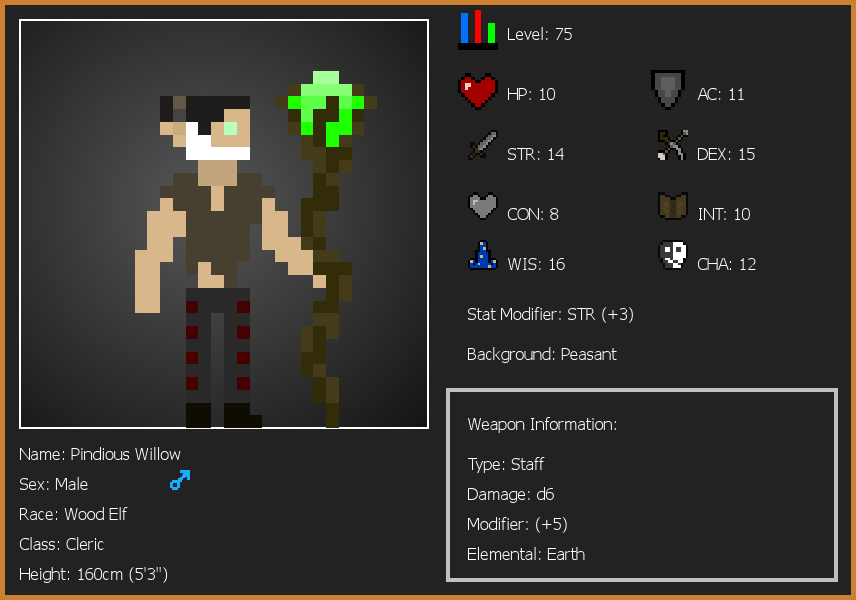 Level: 75
HP: 10
AC: 11
STR: 14
DEX: 15
CON: 8
INT: 10
WIS: 16
CHA: 12
Stat Modifier: STR (+3)
Background: Peasant
Weapon Information:
Type: Staff
Damage: d6
Modifier: (+5)
Elemental: Earth
Name: Pindious Willow
Sex: Male
Race: Wood Elf
Class: Cleric
Height: 160cm (5'3")